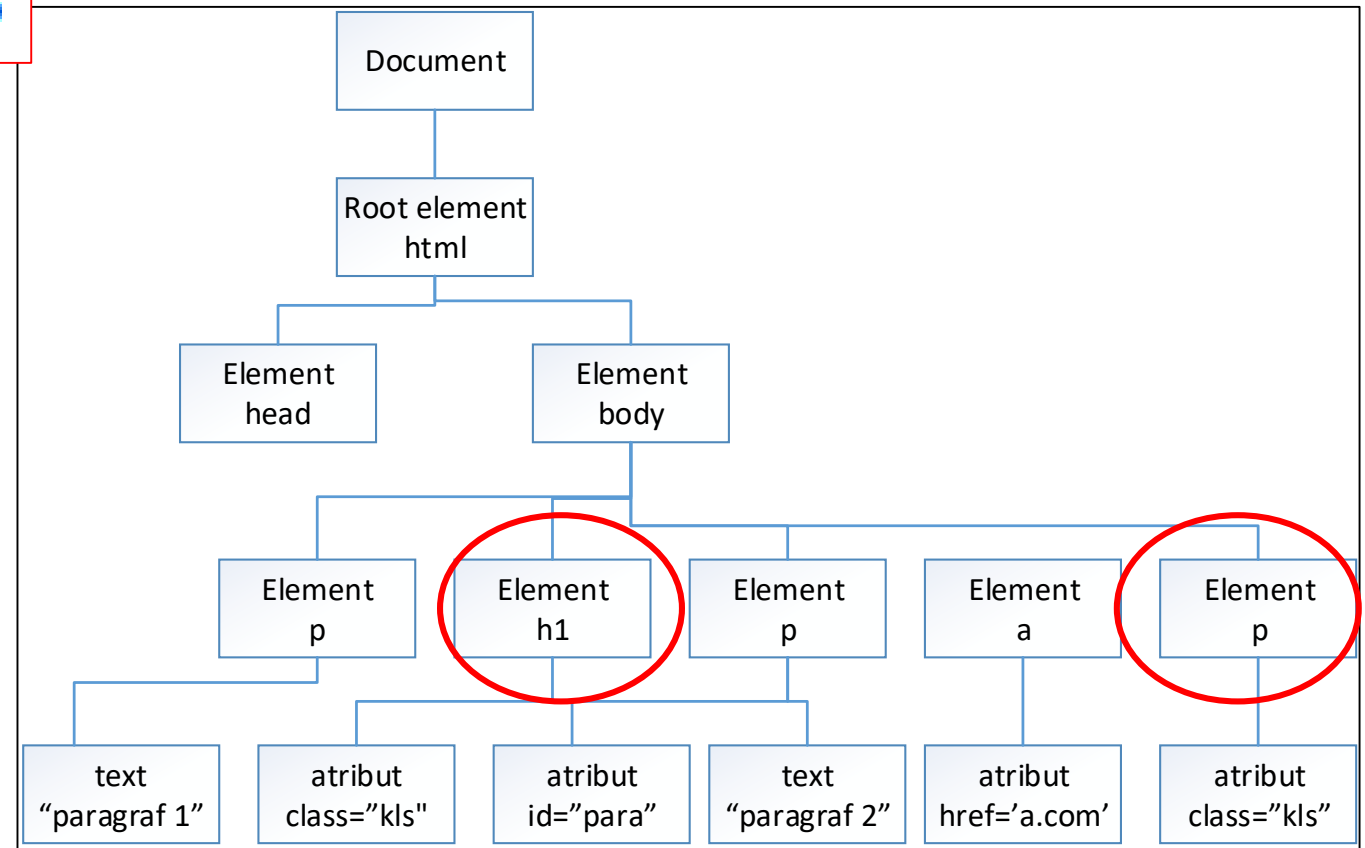 Document
Root element
html
Element
head
Element
body
Element
p
Element
h1
Element
p
Element
a
Element
p
text
“paragraf 1”
atribut
class=”kls"
atribut
id=”para”
text
“paragraf 2”
atribut
href=’a.com’
atribut
class=”kls”